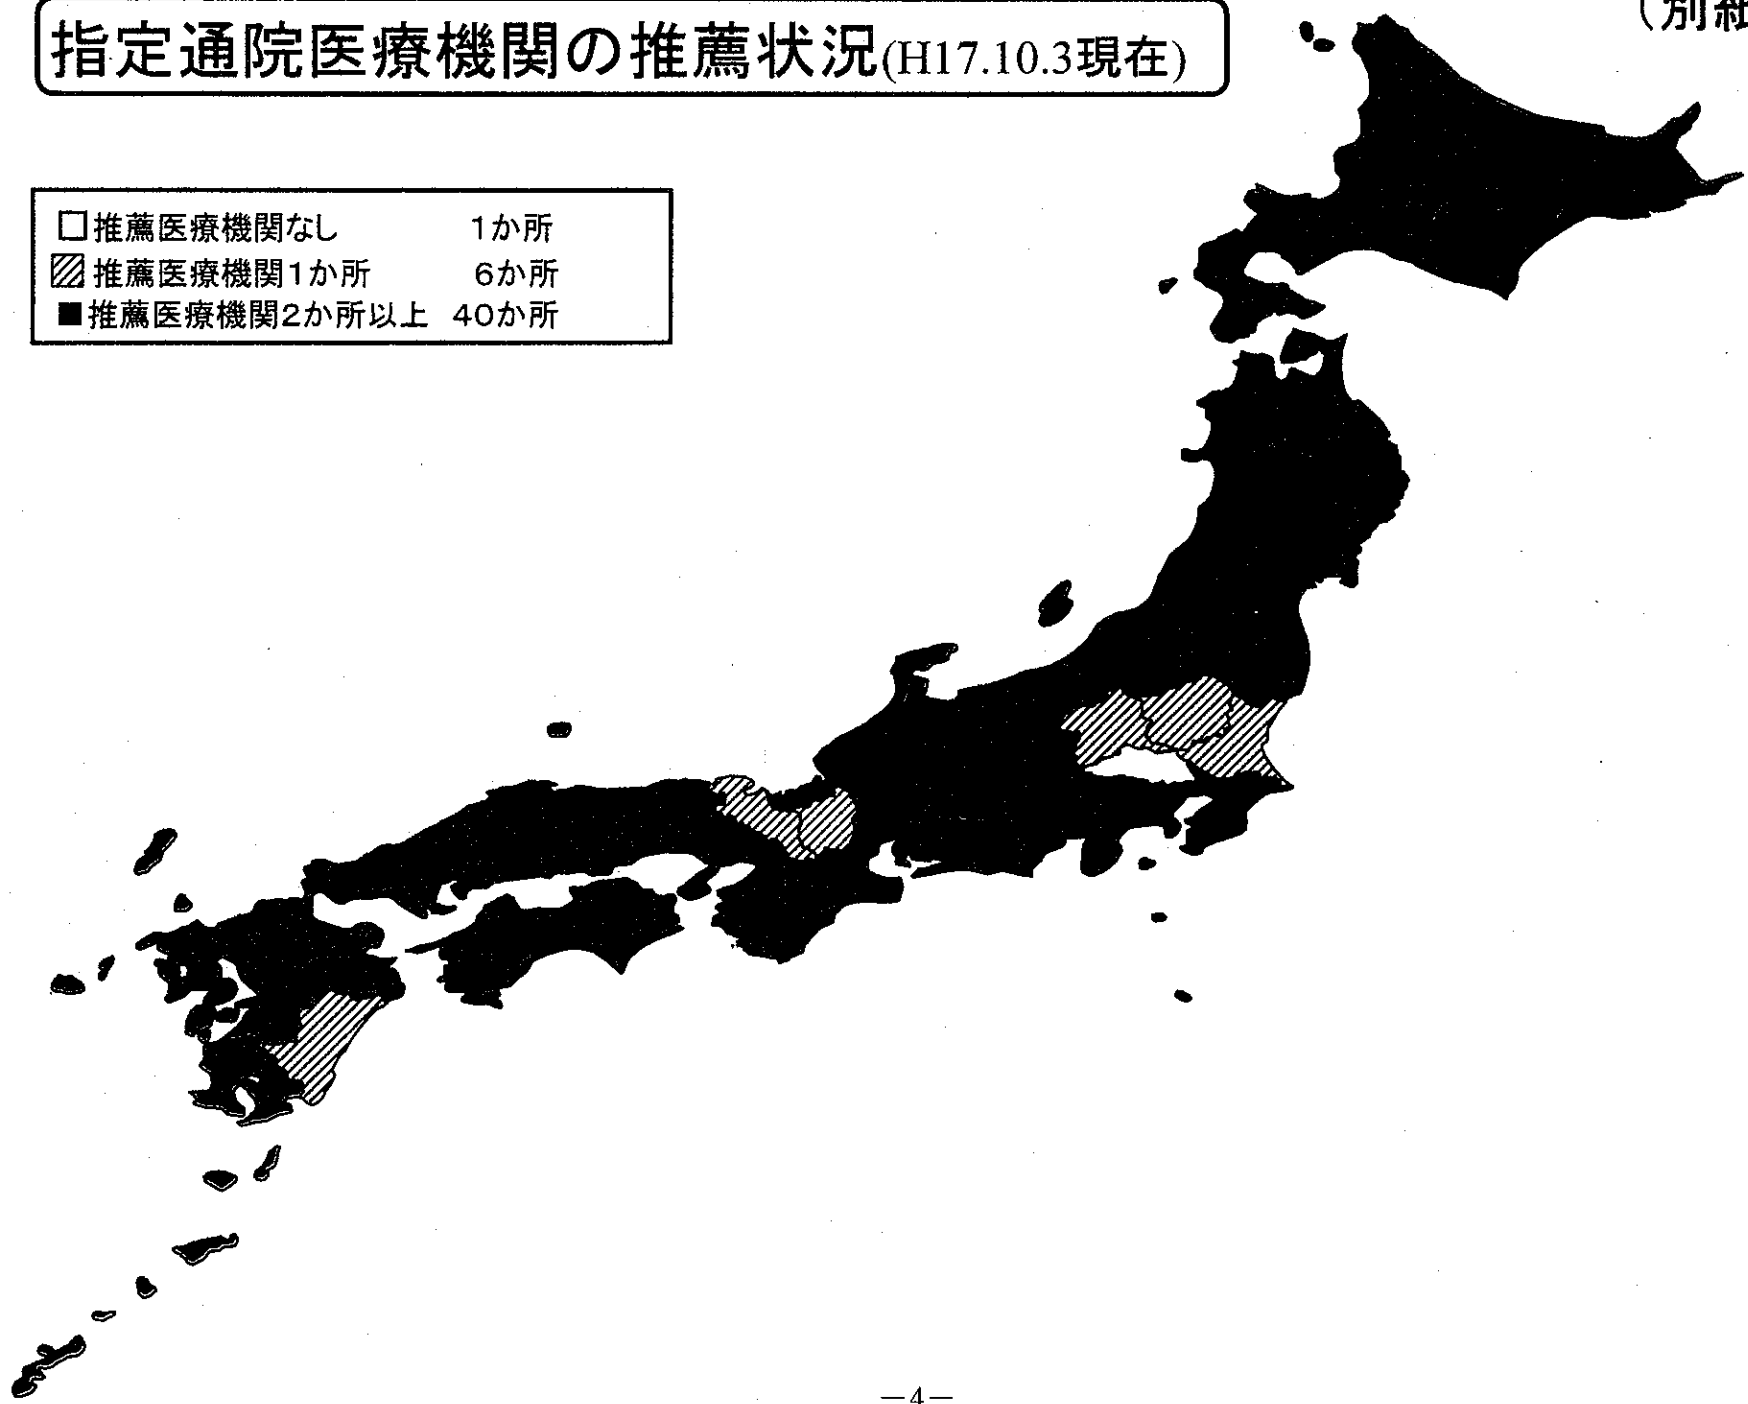 (別紙
指定通院医療機関の推薦状況(H17.10.3現在)
□推薦医療機関なし 1か所
推薦医療機関1か所 6か所
■推薦医療機関2か所以上 40か所
—4—